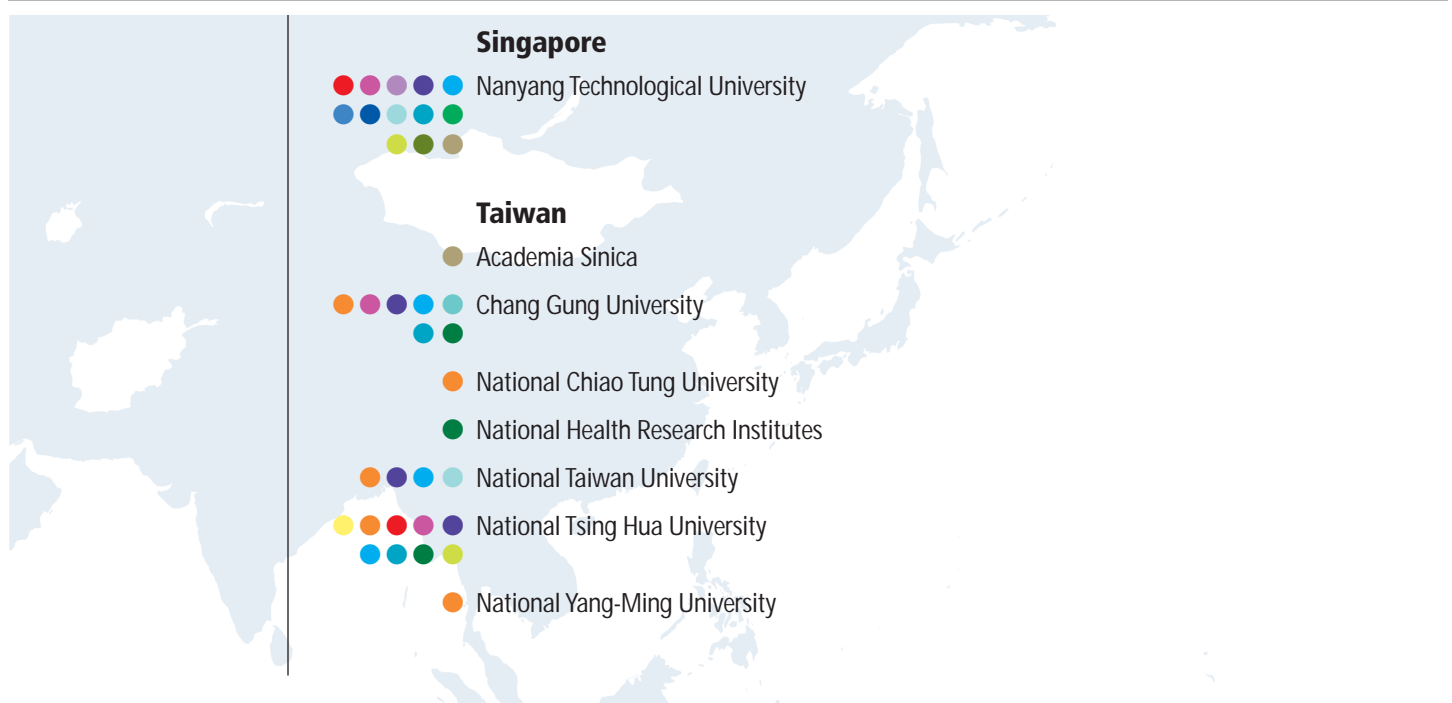 Singapore
Nanyang Technological University
Taiwan
Academia Sinica
Chang Gung University
National Chiao Tung University
National Health Research Institutes
National Taiwan University
National Tsing Hua University
National Yang-Ming University